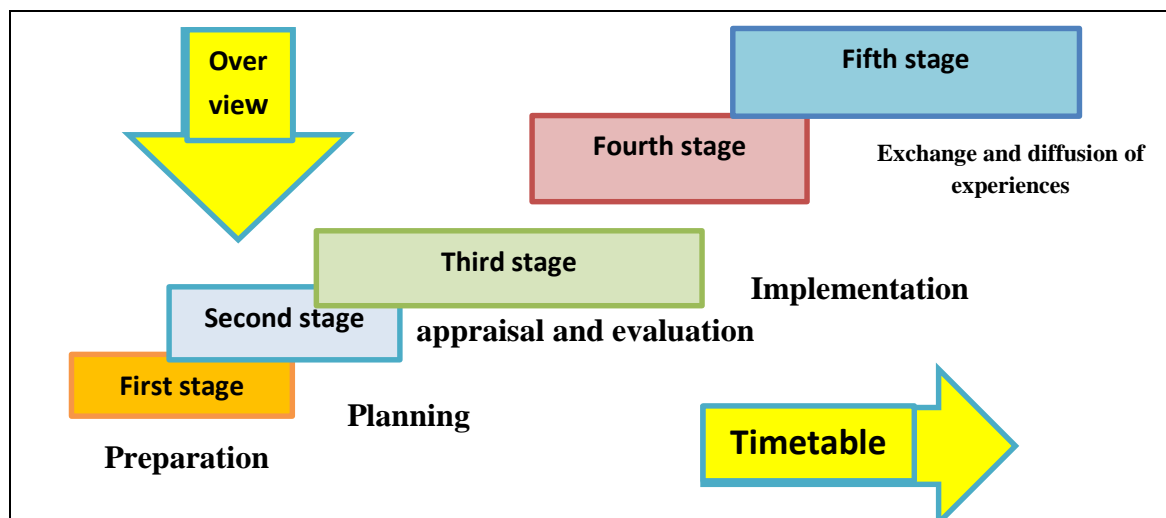 Over
view
Fifth stage
Fourth stage
Exchange and diffusion of
experiences
Third stage
Implementation
Second stage
appraisal and evaluation
First stage
Planning
Timetable
Preparation